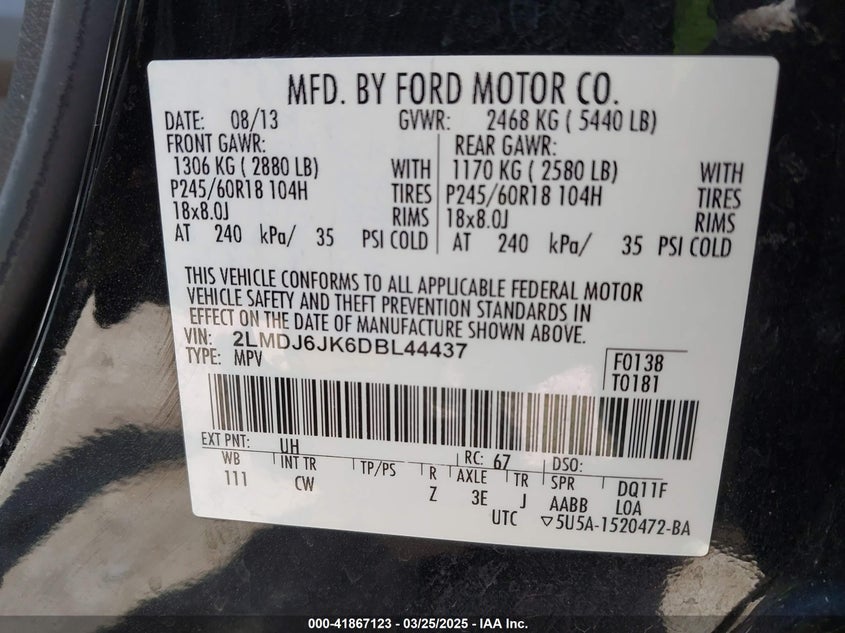 MFD. BY FORD MOTOR CO.
DATE: 08/13 GVWR: 2468 KG ( 5440 LB)
FRONT GAWR: REAR GAWR:
1306 KG ( 2880 LB) WITH 1170 KG ( 2580 LB) WITH
P245/60R18 104H TIRES P245/60R18 104H TIRES
18x8.0J RIMS 18x8.0J RIMS
AT 240 kPa/ 35 PSI COLD AT 240 kPa/ 35 PSI COLD
THIS VEHICLE CONFORMS TO ALL APPLICABLE FEDERAL MOTOR
VEHICLE SAFETY AND THEFT PREVENTION STANDARDS IN
EFFECT ON THE DATE OF MANUFACTURE SHOWN ABOVE.
VIN: 2LMDJ6JK6DBL44437
TYPE: MPV
F0138
T0181
EXT PNT: UH RC: 67 DSO:
WB INT TR TP/PS R AXLE TR SPR DQ11F
111 CW Z 3E J AABB LOA
UTC ▽5U5A-1520472-BA
000-41867123 - 03/25/2025 - IAA Inc.